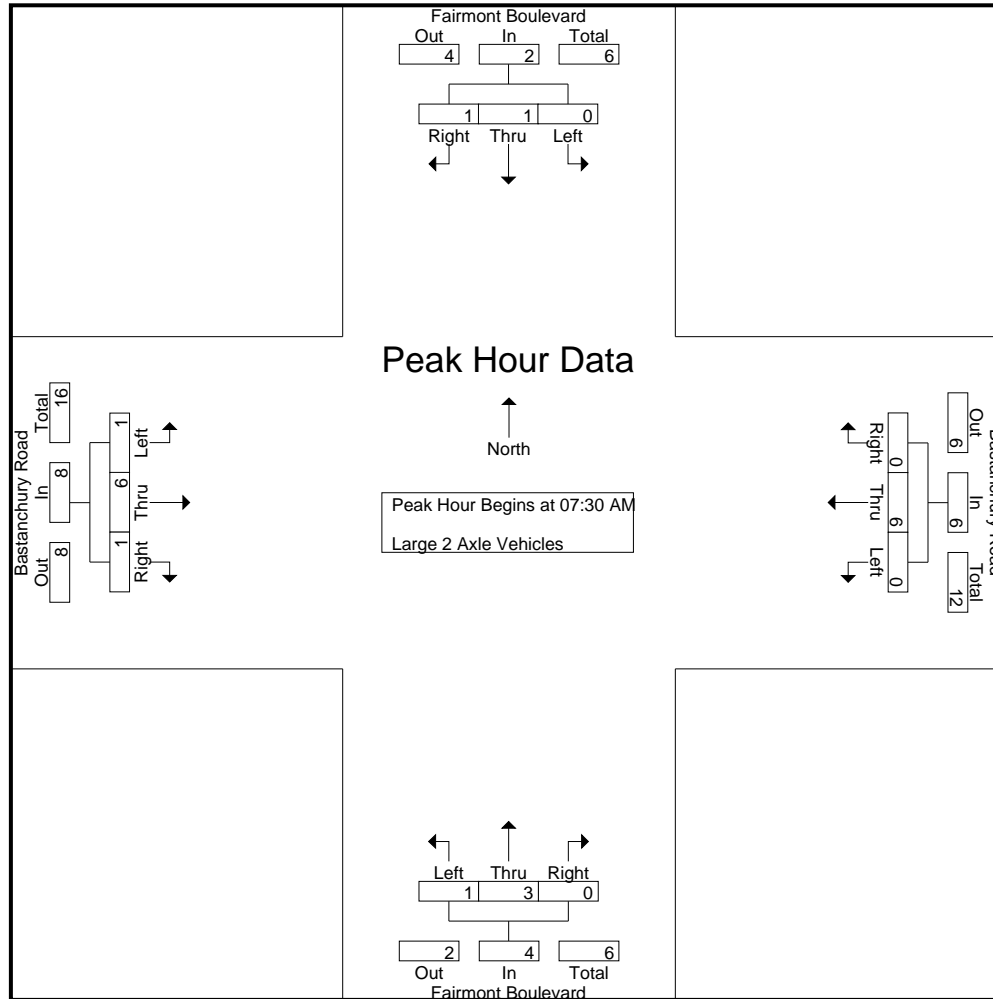 Fairmont Boulevard
Out In Total
4 2 6
1 1 0
Right Thru Left
Peak Hour Data
North
Peak Hour Begins at 07:30 AM
Large 2 Axle Vehicles
Bastanchury Road
Out In Total
8 8 16
1 6 1
Right Thru Left
Bastanchury Road
Out In Total
6 6 12
0 6 0
Right Thru Left
Left Thru Right
1 3 0
2 4 6
Out In Total
Fairmont Boulevard